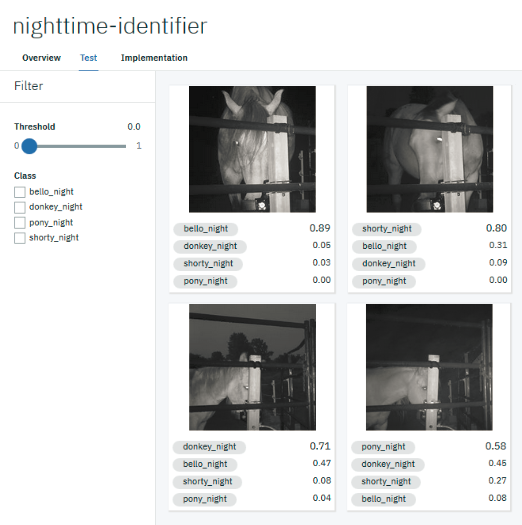 nighttime-identifier
Overview Test Implementation
Filter
Threshold 0.0
0 1
Class
bello_night
donkey_night
pony_night
shorty_night
bello_night 0.89
donkey_night 0.06
shorty_night 0.03
pony_night 0.00
shorty_night 0.80
bello_night 0.31
donkey_night 0.09
pony_night 0.00
donkey_night 0.71
bello_night 0.47
shorty_night 0.08
pony_night 0.04
pony_night 0.58
donkey_night 0.45
shorty_night 0.27
bello_night 0.08